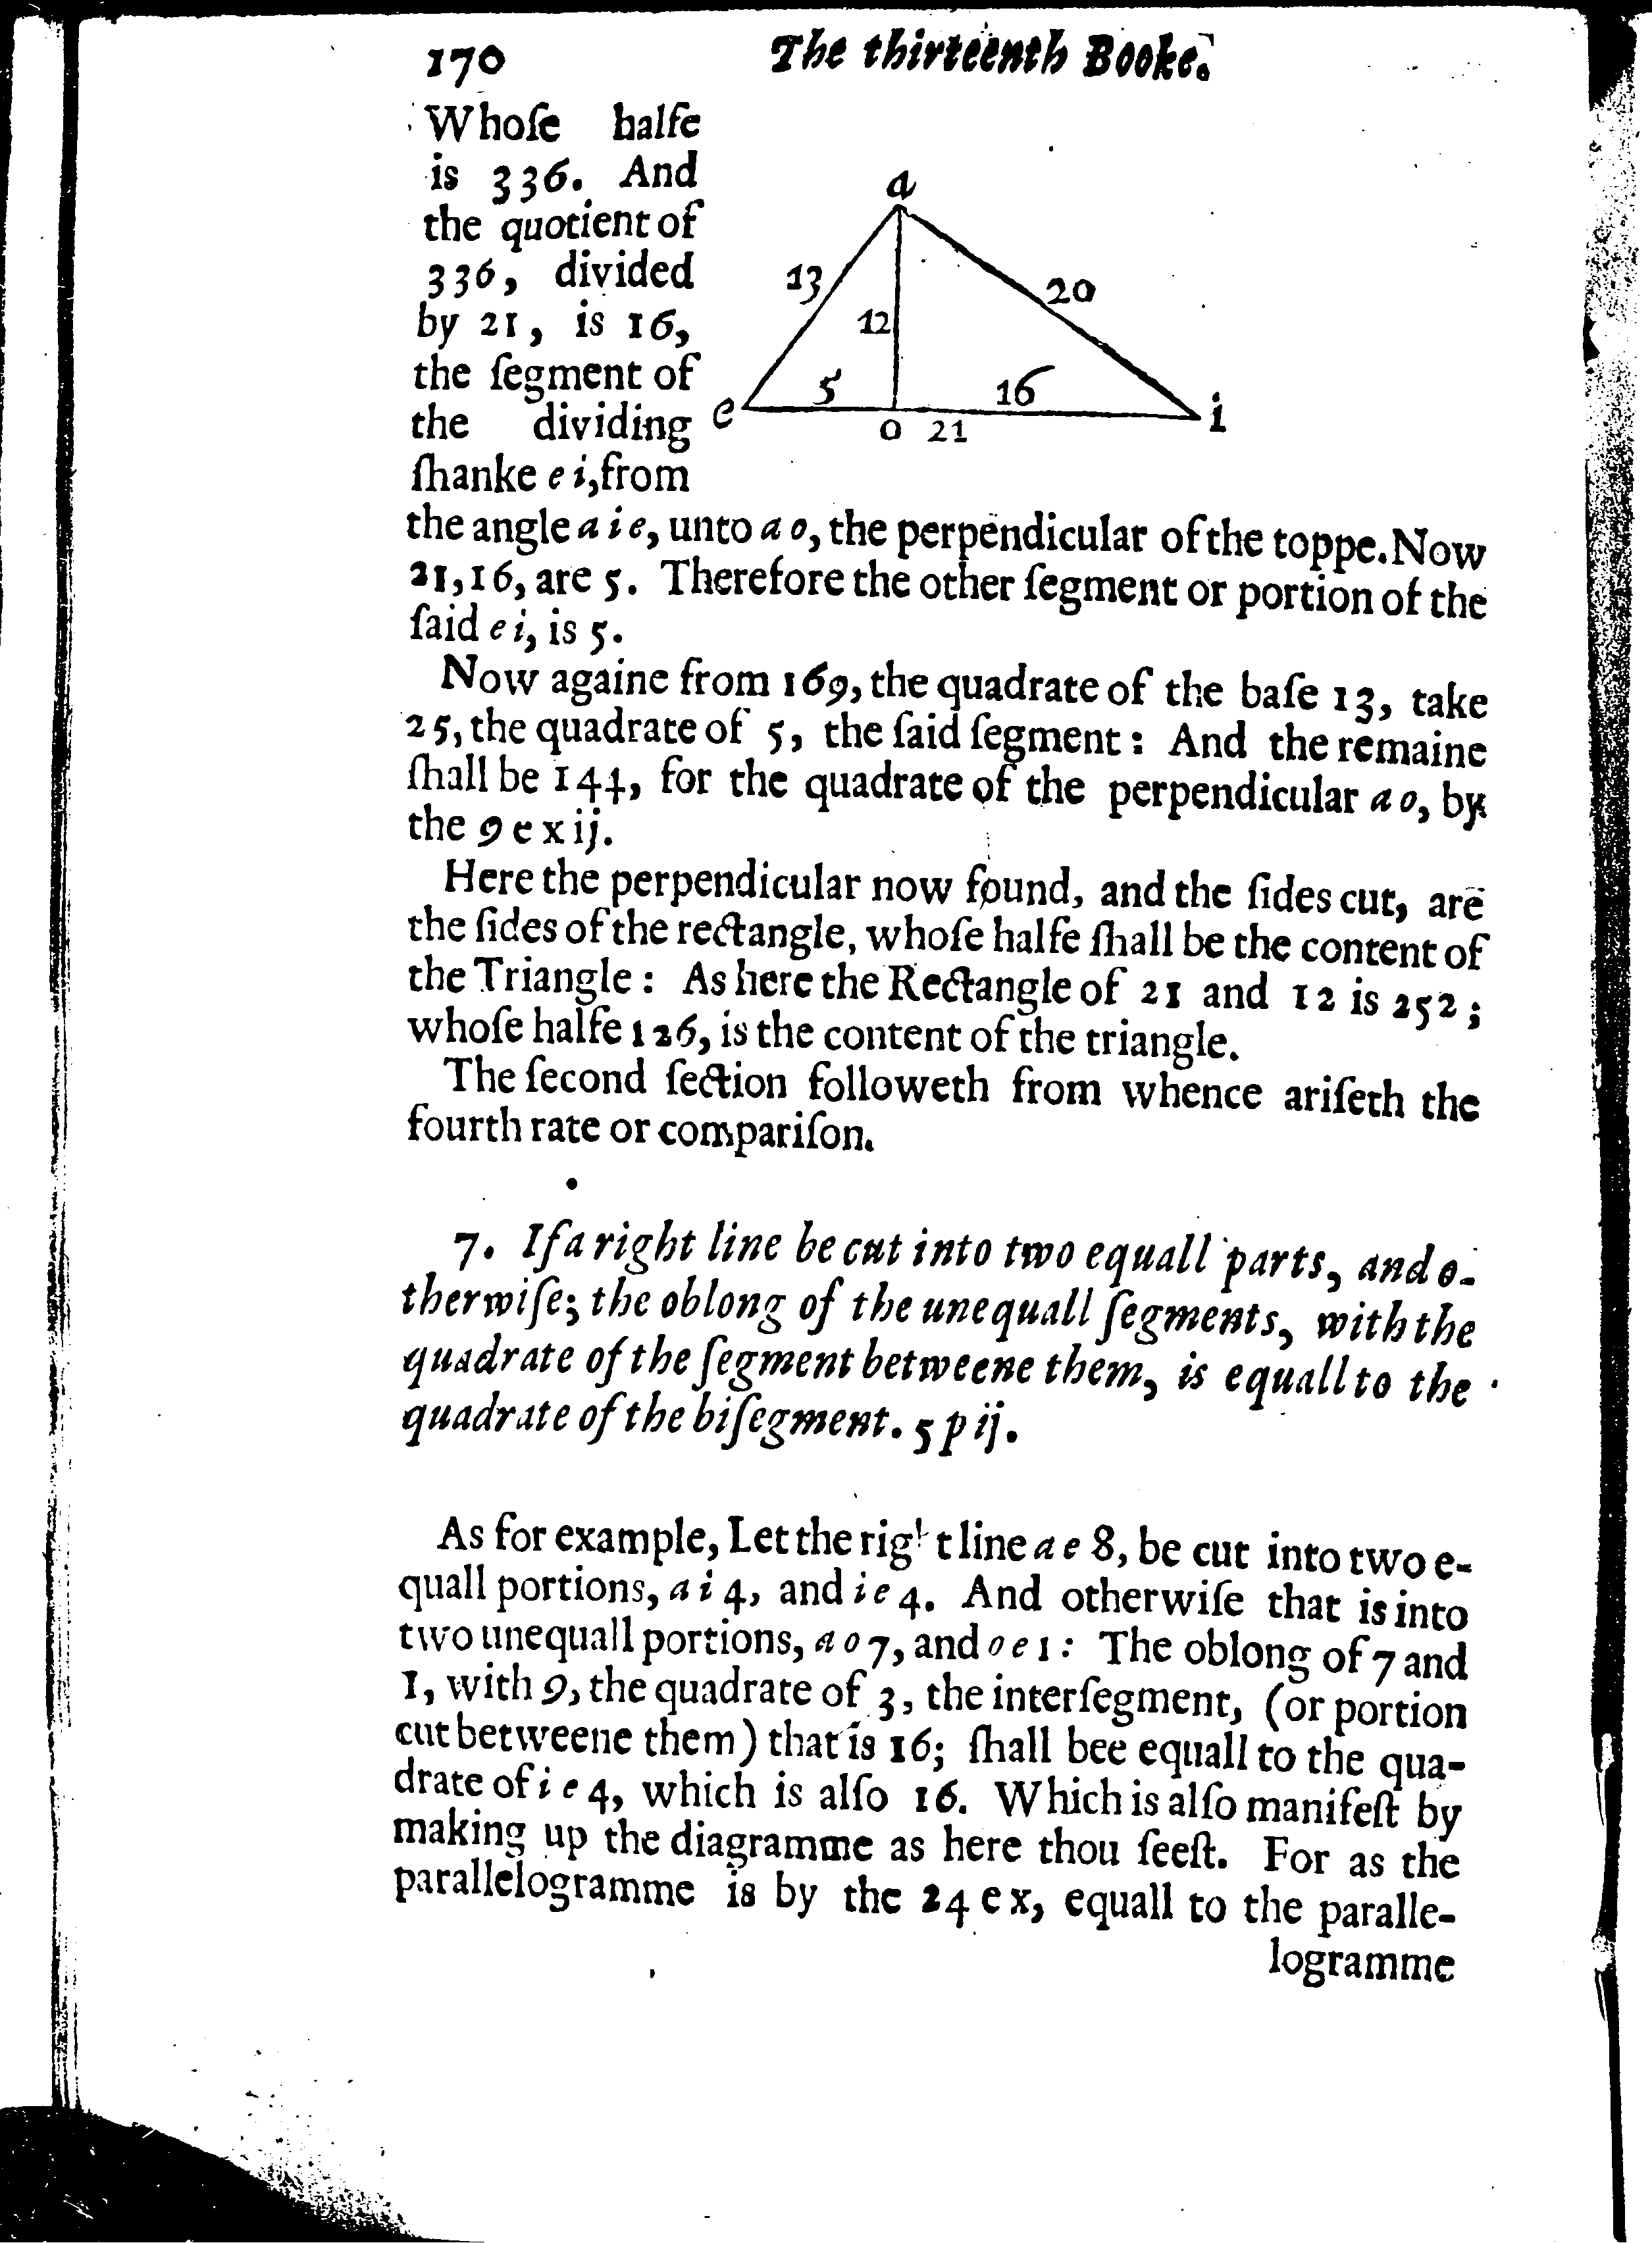 170 The thirteenth Booke.
Whoſe halfe
is 336. And
the quotient of
336, divided
by 21, is 16,
the ſegment of
the dividing
ſhanke e i, from
a
13
20
12
5
16
e
o 21
i
the angle a i e, unto a o, the perpendicular of the toppe. Now
21, 16, are 5. Therefore the other ſegment or portion of the
ſaid e i, is 5.
Now againe from 169, the quadrate of the baſe 13, take
25, the quadrate of 5, the ſaid ſegment: And the remaine
ſhall be 144, for the quadrate of the perpendicular a o, by
the 9 e x ij.
Here the perpendicular now found, and the ſides cut, are
the ſides of the rectangle, whoſe halfe ſhall be the content of
the Triangle: As here the Rectangle of 21 and 12 is 252;
whoſe halfe 126, is the content of the triangle.
The ſecond ſection followeth from whence ariſeth the
fourth rate or compariſon.
7. If a right line be cut into two equall parts, and o-
therwiſe; the oblong of the unequall ſegments, with the
quadrate of the ſegment betweene them, is equall to the
quadrate of the biſegment. 5 p ij.
As for example, Let the right line a e 8, be cut into two e-
quall portions, a i 4, and i e 4. And otherwiſe that is into
two unequall portions, a o 7, and o e 1: The oblong of 7 and
1, with 9, the quadrate of 3, the interſegment, (or portion
cut betweene them) that is 16; ſhall bee equall to the qua-
drate of i e 4, which is alſo 16. Which is alſo manifeſt by
making up the diagramme as here thou ſeeſt. For as the
parallelogramme is by the 24 e x, equall to the paralle-
logramme